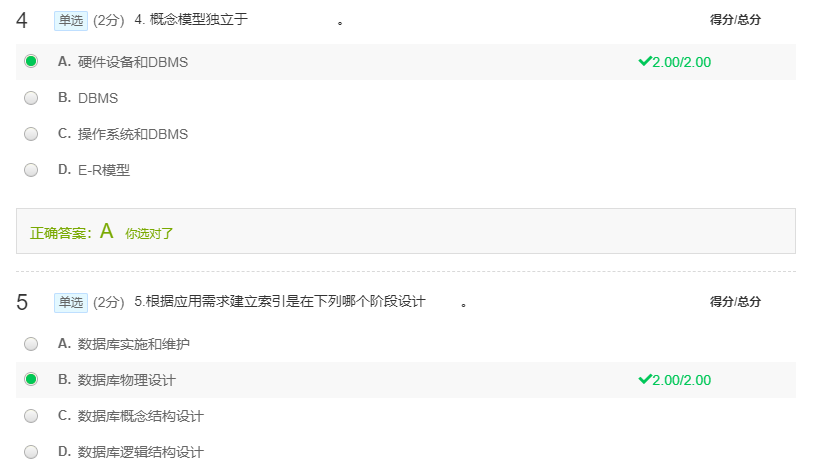 4 单选 (2分) 4. 概念模型独立于 。 得分/总分
A. 硬件设备和DBMS 2.00/2.00
B. DBMS
C. 操作系统和DBMS
D. E-R模型
正确答案：A 你选对了
5 单选 (2分) 5.根据应用需求建立索引是在下列哪个阶段设计 。 得分/总分
A. 数据库实施和维护
B. 数据库物理设计 2.00/2.00
C. 数据库概念结构设计
D. 数据库逻辑结构设计